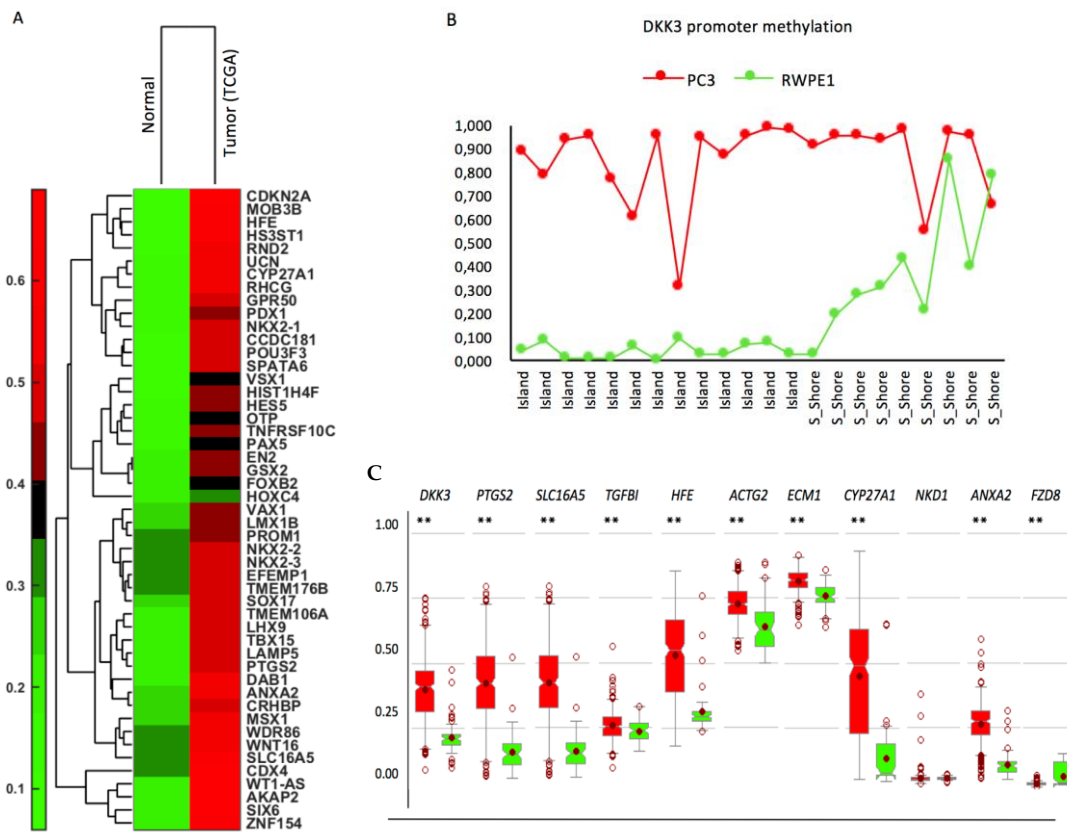 A
Normal
Tumor (TCGA)
0.6
0.5
0.4
0.3
0.2
0.1
CDKN2A
MOB3B
HFE
HS3ST1
RND2
UCN
CYP27A1
RHCG
GPR50
PDX1
NKX2-1
CCDC181
POU3F3
SPATA6
VSX1
HIST1H4F
HES5
OTP
TNFRSF10C
PAX5
EN2
GSX2
FOXB2
HOXC4
VAX1
LMX1B
PROM1
NKX2-2
NKX2-3
EFEMP1
TMEM176B
SOX17
TMEM106A
LHX9
TBX15
LAMP5
PTGS2
DAB1
ANXA2
CRHBP
MSX1
WDR86
WNT16
SLC16A5
CDX4
WT1-AS
AKAP2
SIX6
ZNF154
B
DKK3 promoter methylation
PC3 RWPE1
1,000
0,900
0,800
0,700
0,600
0,500
0,400
0,300
0,200
0,100
0,000
Island
Island
Island
Island
Island
Island
Island
Island
Island
Island
Island
Island
Island
S_Shore
S_Shore
S_Shore
S_Shore
S_Shore
S_Shore
S_Shore
S_Shore
S_Shore
C
DKK3 PTGS2 SLC16A5 TGFBI HFE ACTG2 ECM1 CYP27A1 NKD1 ANXA2 FZD8
** ** ** ** ** ** ** ** ** **
1.00
0.75
0.50
0.25
0.00